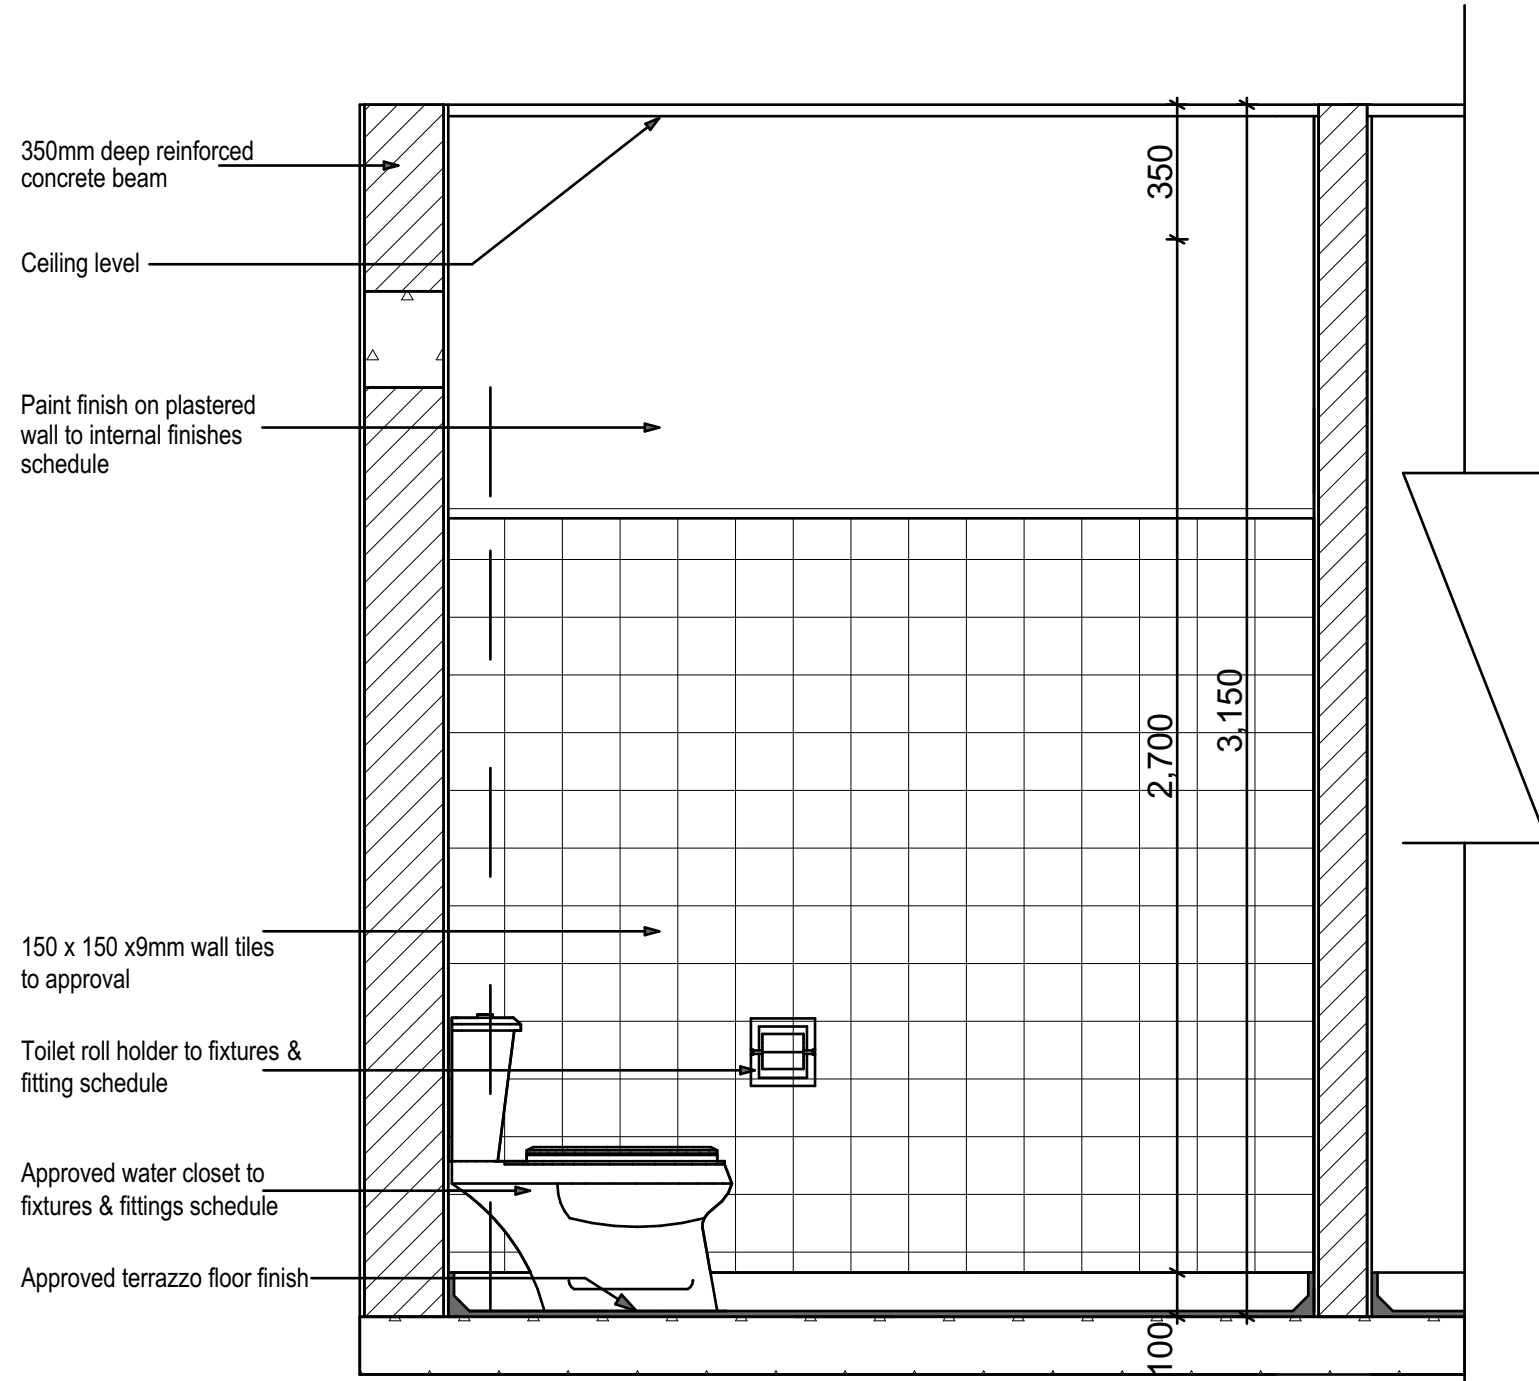 350mm deep reinforced
concrete beam
Ceiling level
Paint finish on plastered
wall to internal finishes
schedule
150 x 150 x9mm wall tiles
to approval
Toilet roll holder to fixtures &
fitting schedule
Approved water closet to
fixtures & fittings schedule
Approved terrazzo floor finish
350
2,700
3,150
100